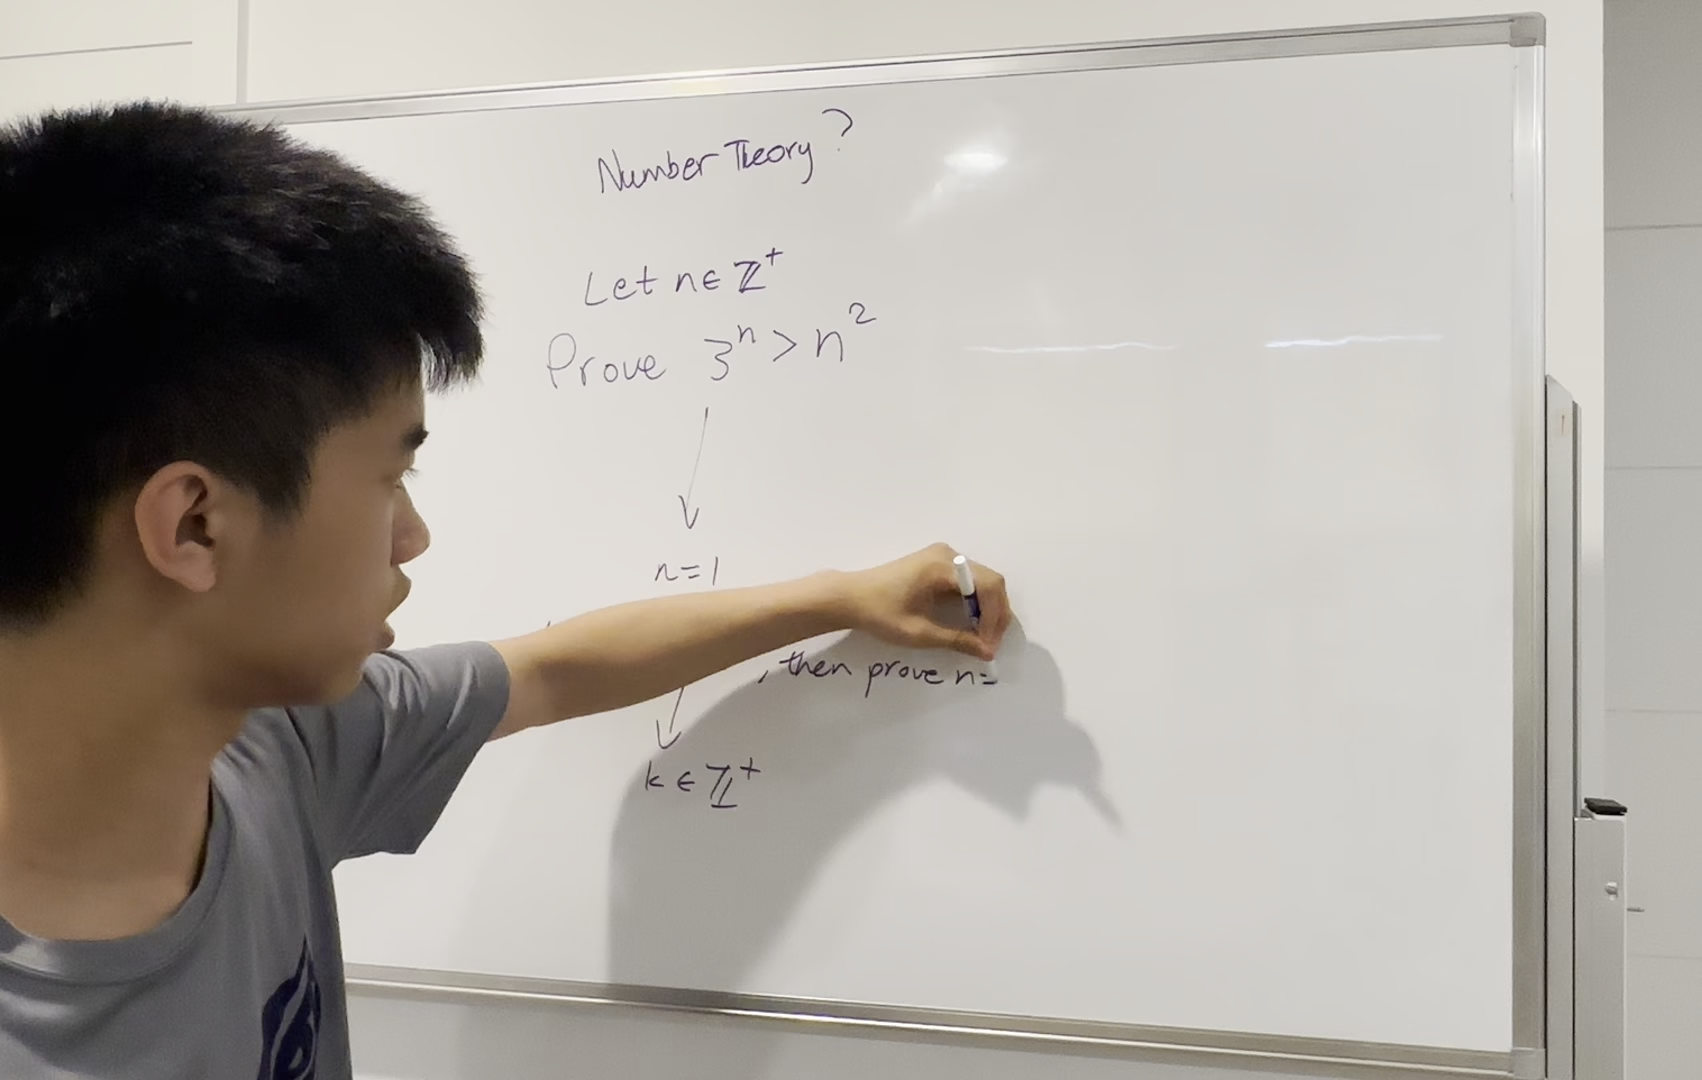 Number Theory?
Let n∈ℤ⁺
Prove 3ⁿ > n²
n=1
, then prove n=
k ∈ ℤ⁺